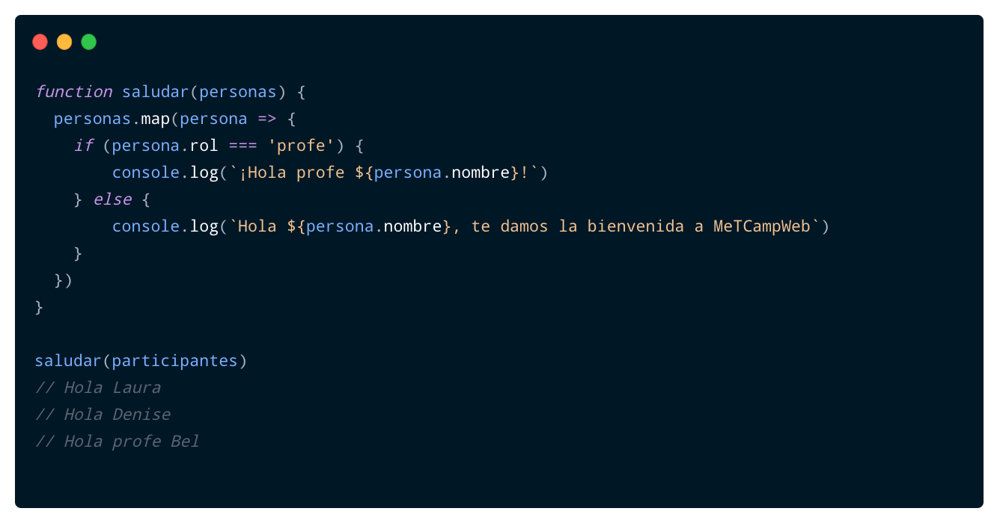 function saludar(personas) {
  personas.map(persona => {
    if (persona.rol === 'profe') {
        console.log(`¡Hola profe ${persona.nombre}!`)
    } else {
        console.log(`Hola ${persona.nombre}, te damos la bienvenida a MeTCampWeb`)
    }
  })
}

saludar(participantes)
// Hola Laura
// Hola Denise
// Hola profe Bel